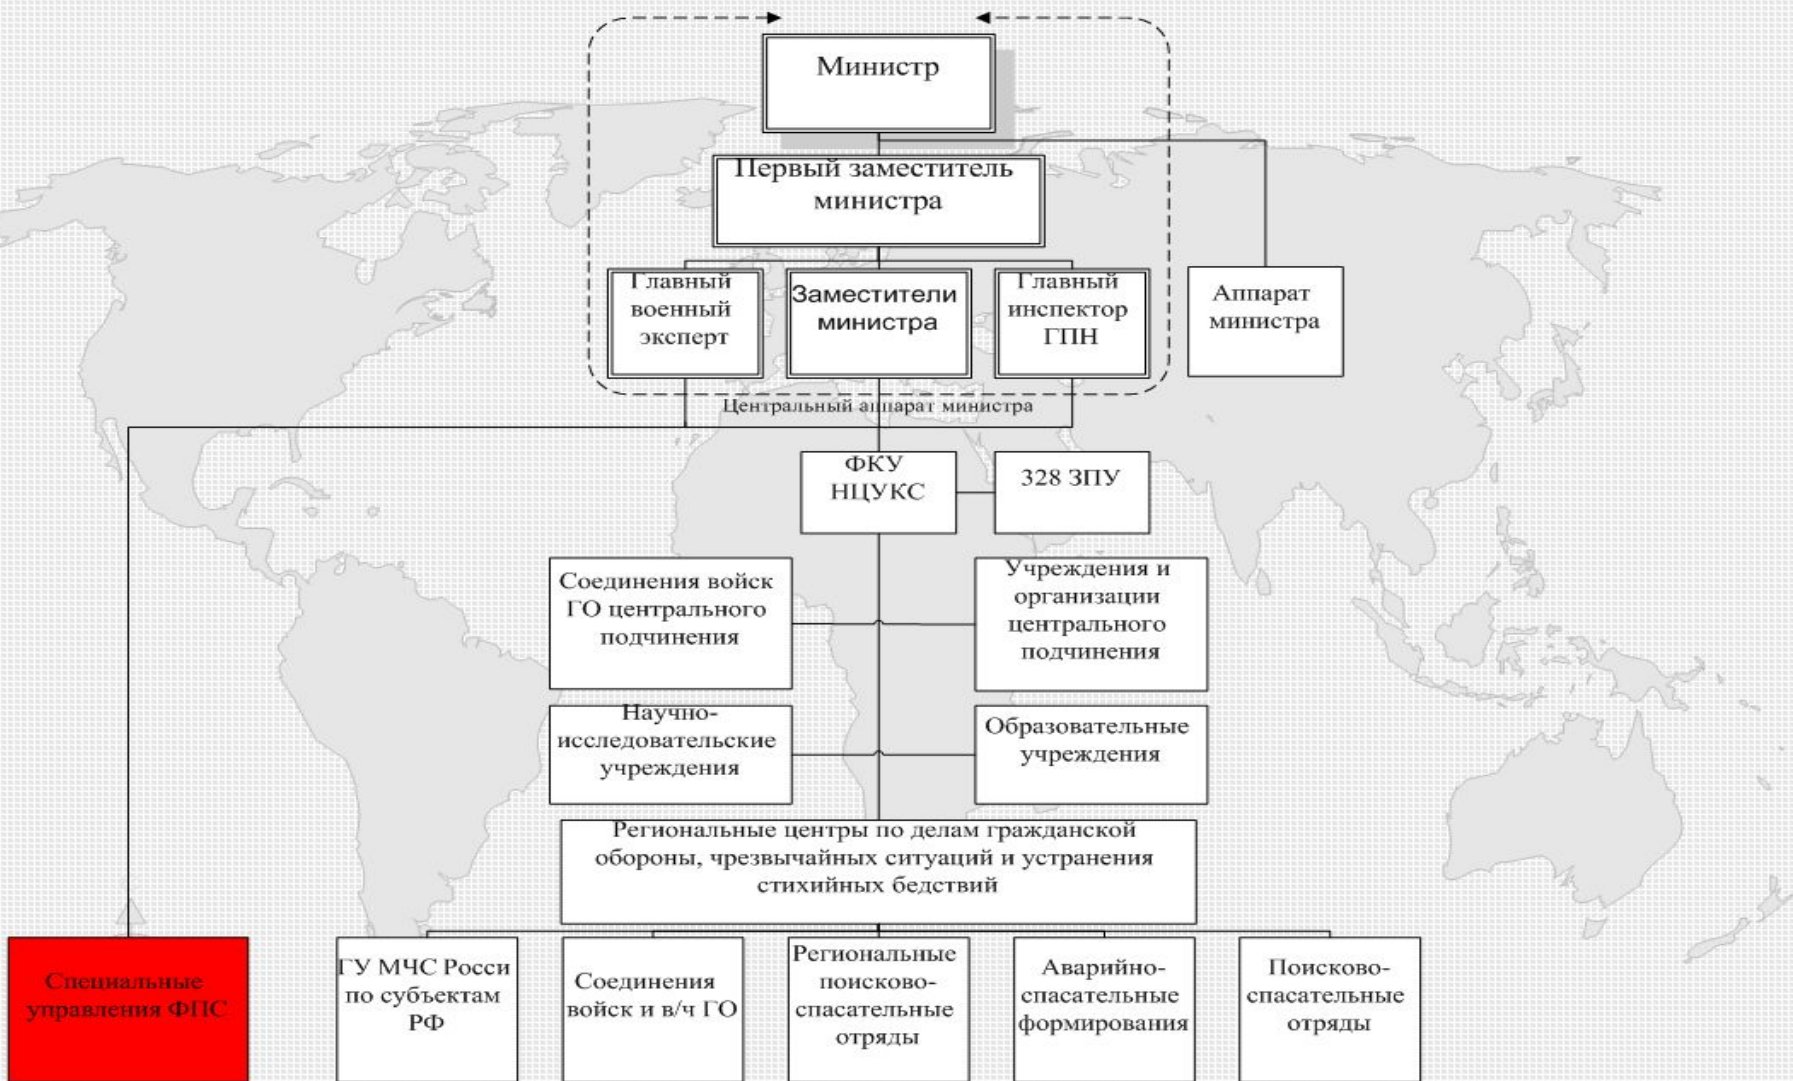 Министр
Первый заместитель
министра
Главный
военный
эксперт
Заместители
министра
Главный
инспектор
ГПН
Аппарат
министра
Центральный аппарат министра
ФКУ
НЦУКС
328 ЗПУ
Соединения войск
ГО центрального
подчинения
Учреждения и
организации
центрального
подчинения
Научно-
исследовательские
учреждения
Образовательные
учреждения
Региональные центры по делам гражданской
обороны, чрезвычайных ситуаций и устранения
стихийных бедствий
Специальные
управления ФПС
ГУ МЧС Росси
по субъектам
РФ
Соединения
войск и в/ч ГО
Региональные
поисково-
спасательные
отряды
Аварийно-
спасательные
формирования
Поисково-
спасательные
отряды